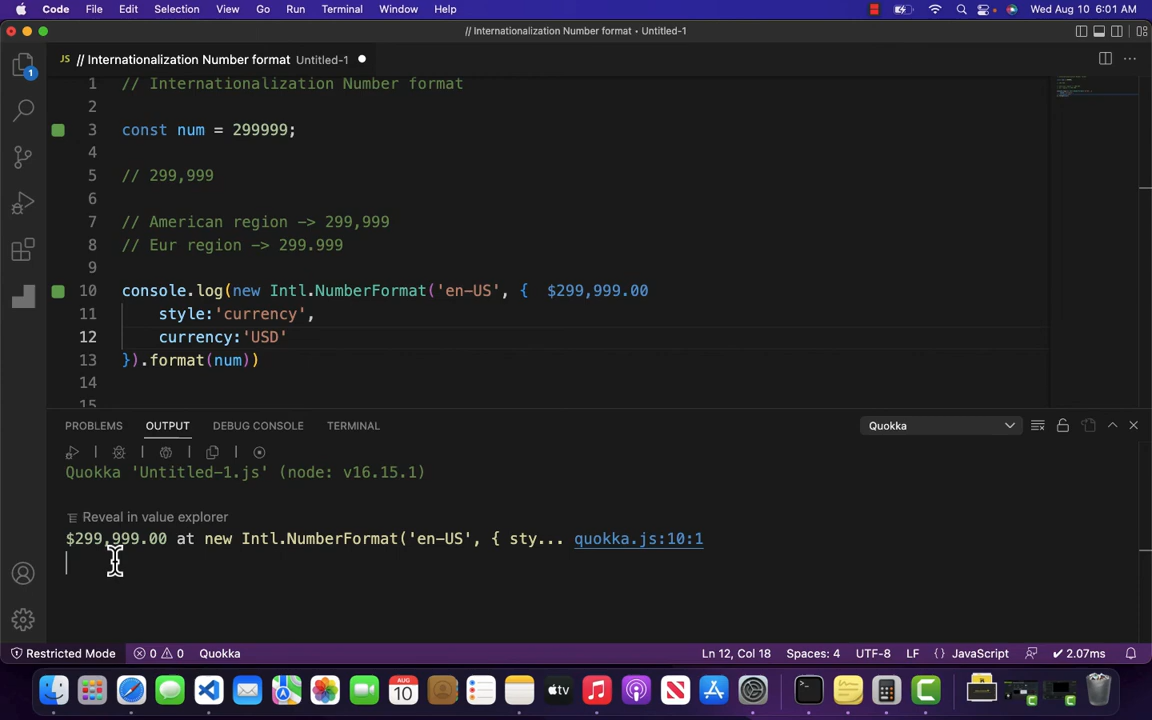 Code File Edit Selection View Go Run Terminal Window Help Wed Aug 10 6:01 AM
// Internationalization Number format • Untitled-1
JS // Internationalization Number format Untitled-1
1 // Internationalization Number format
2
3 const num = 299999;
4
5 // 299,999
6
7 // American region -> 299,999
8 // Eur region -> 299.999
9
10 console.log(new Intl.NumberFormat('en-US', { $299,999.00
11 style:'currency',
12 currency:'USD'
13 }).format(num))
14
15
PROBLEMS OUTPUT DEBUG CONSOLE TERMINAL Quokka
Quokka 'Untitled-1.js' (node: v16.15.1)
Reveal in value explorer
$299,999.00 at new Intl.NumberFormat('en-US', { sty... quokka.js:10:1
Restricted Mode 0 0 Quokka Ln 12, Col 18 Spaces: 4 UTF-8 LF {} JavaScript ✔ 2.07ms
AUG
10
tv